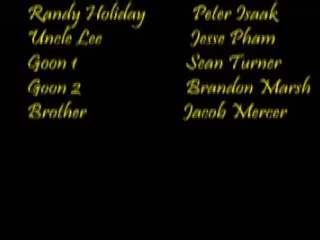 Randy Holiday Peter Isaak
Uncle Lee Jesse Pham
Goon 1 Sean Turner
Goon 2 Brandon Marsh
Brother Jacob Mercer